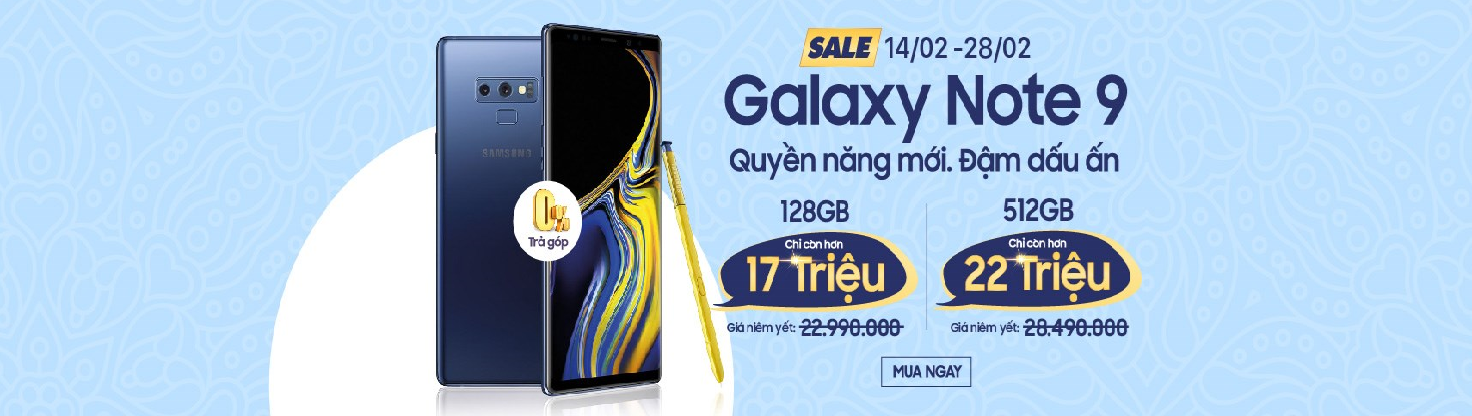 SALE 14/02 -28/02
Galaxy Note 9
Quyền năng mới. Đậm dấu ấn
SAMSUNG
0%
Trả góp
128GB
Chỉ còn hơn
17 Triệu
Giá niêm yết: 22.990.000
512GB
Chỉ còn hơn
22 Triệu
Giá niêm yết: 28.490.000
MUA NGAY